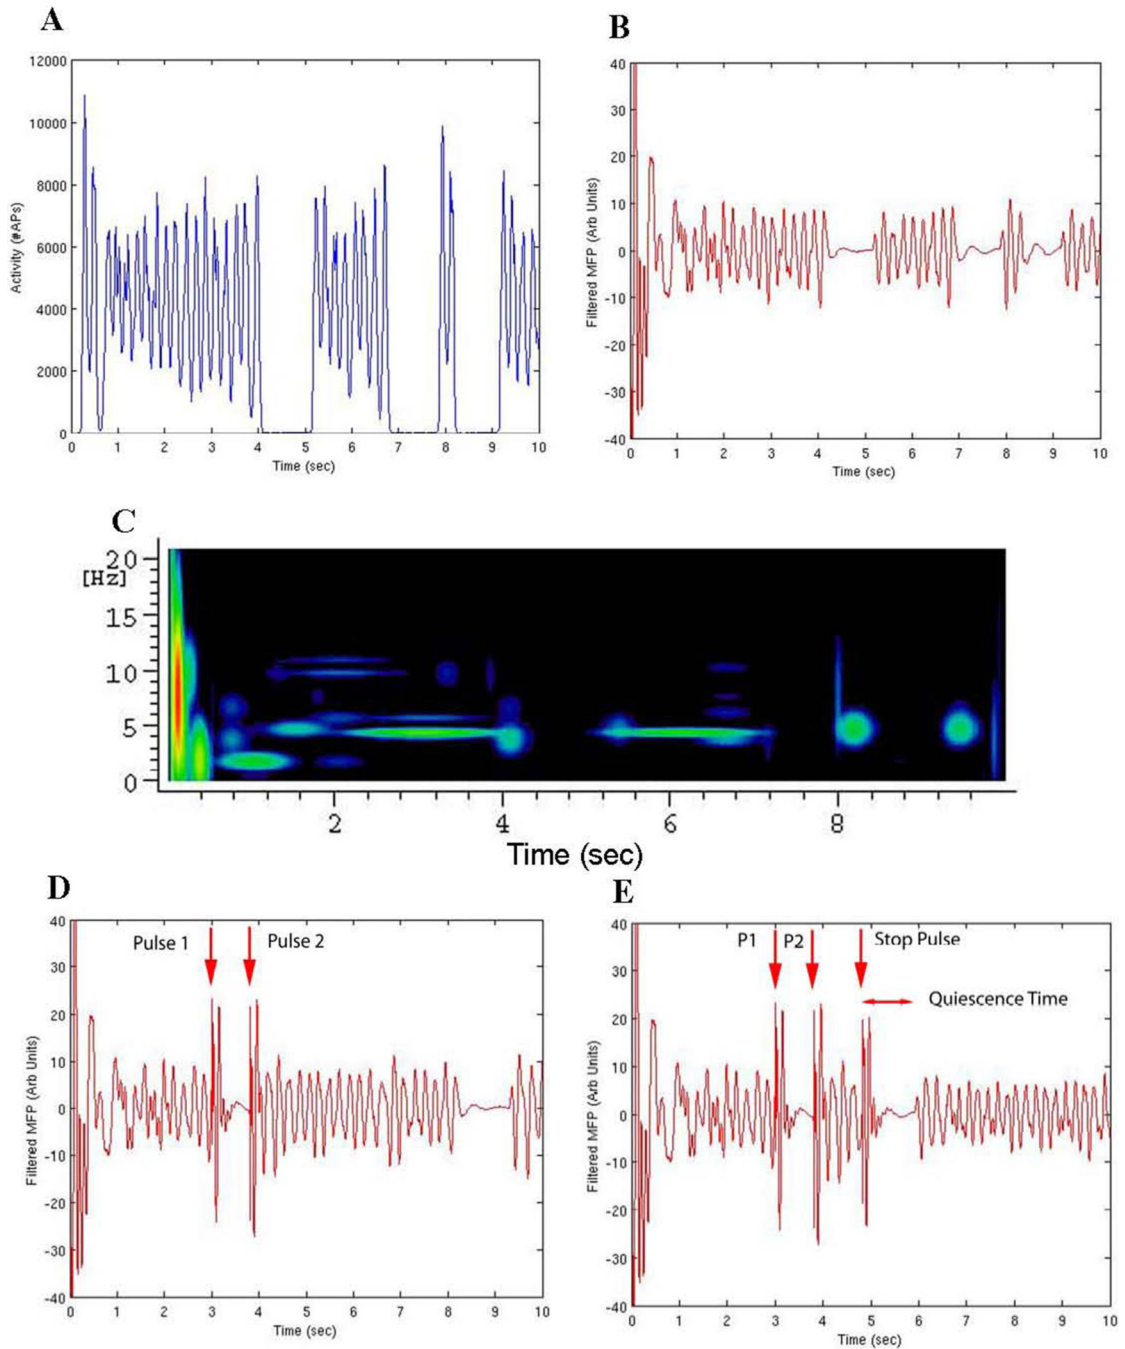 A
B
12000
10000
8000
6000
4000
2000
0
Activity (#APs)
0 1 2 3 4 5 6 7 8 9 10
Time (sec)
40
30
20
10
0
-10
-20
-30
-40
Filtered MFP (Arb Units)
0 1 2 3 4 5 6 7 8 9 10
Time (sec)
C
20
[Hz]
15
10
5
0
2 4 6 8
Time (sec)
D
E
40
30
20
10
0
-10
-20
-30
-40
Filtered MFP (Arb Units)
Pulse 1
Pulse 2
0 1 2 3 4 5 6 7 8 9 10
Time (sec)
40
30
20
10
0
-10
-20
-30
-40
Filtered MFP (Arb Units)
P1 P2 Stop Pulse
Quiescence Time
0 1 2 3 4 5 6 7 8 9 10
Time (sec)